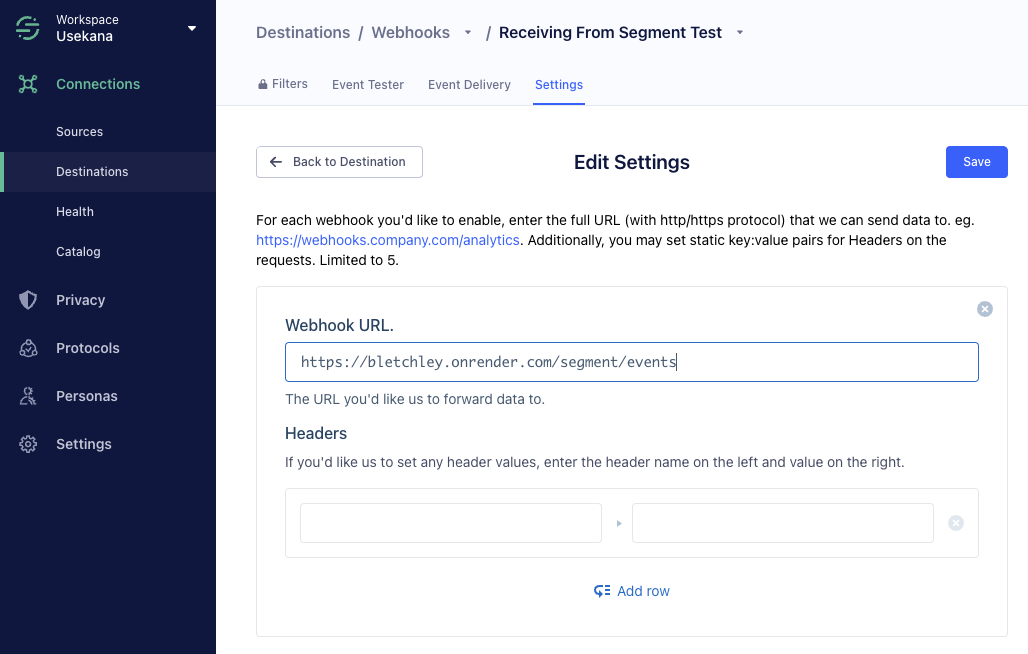 Workspace
Usekana
Connections
Sources
Destinations
Health
Catalog
Privacy
Protocols
Personas
Settings
Destinations / Webhooks / Receiving From Segment Test
Filters Event Tester Event Delivery Settings
Back to Destination
Edit Settings
Save
For each webhook you'd like to enable, enter the full URL (with http/https protocol) that we can send data to. eg.
https://webhooks.company.com/analytics. Additionally, you may set static key:value pairs for Headers on the
requests. Limited to 5.
Webhook URL.
https://bletchley.onrender.com/segment/events
The URL you'd like us to forward data to.
Headers
If you'd like us to set any header values, enter the header name on the left and value on the right.
Add row